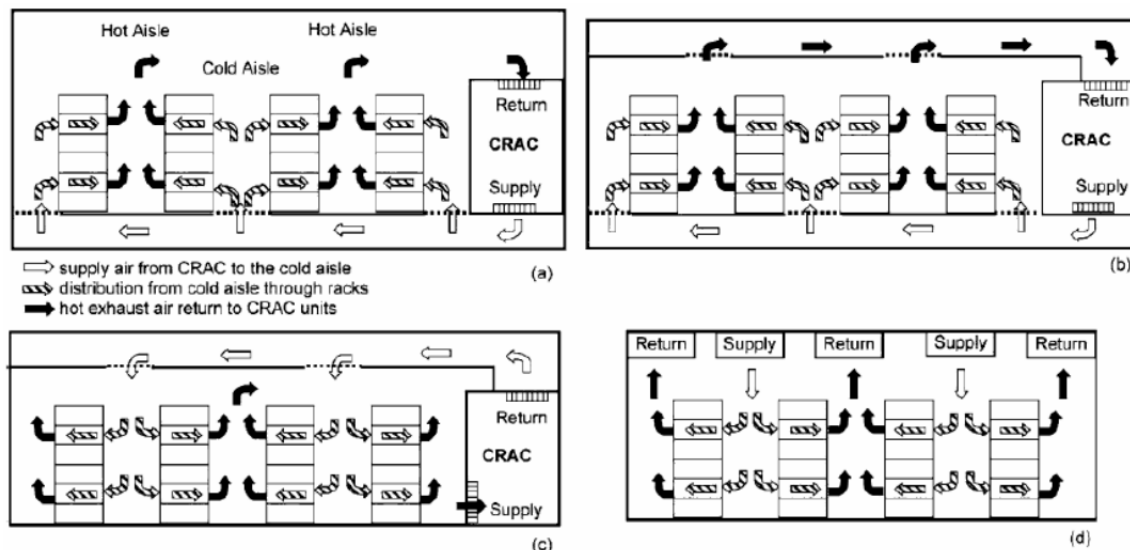 Hot Aisle
Hot Aisle
Cold Aisle
Return
CRAC
Supply
(a)
Return
CRAC
Supply
(b)
supply air from CRAC to the cold aisle
distribution from cold aisle through racks
hot exhaust air return to CRAC units
Return
CRAC
Supply
(c)
Return Supply Return Supply Return
(d)